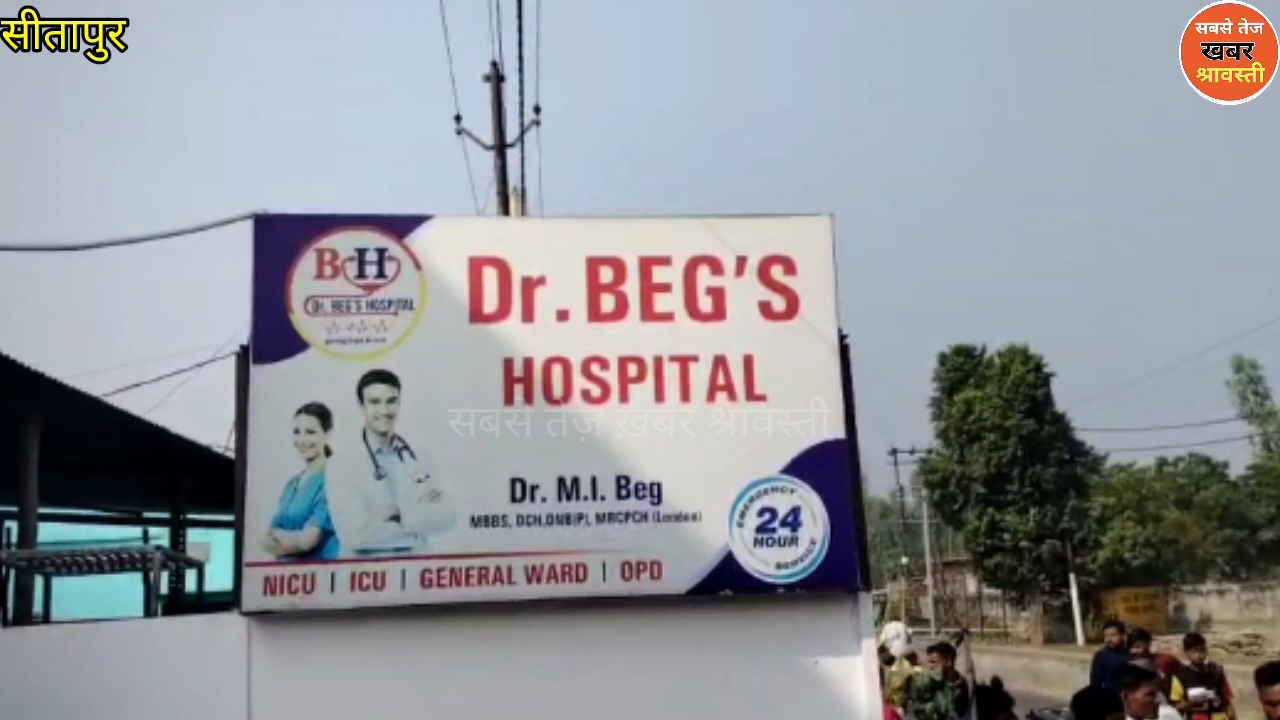 सीतापुर
सबसे तेज
खबर
श्रावस्ती
BH
Dr. BEG'S HOSPITAL
Dr. BEG'S
HOSPITAL
सबसे तेज़ ख़बर श्रावस्ती
Dr. M.I. Beg
MBBS, DCH,DNB(P), MRCPCH (London)
EMERGENCY
24
HOUR
SERVICE
NICU | ICU | GENERAL WARD | OPD